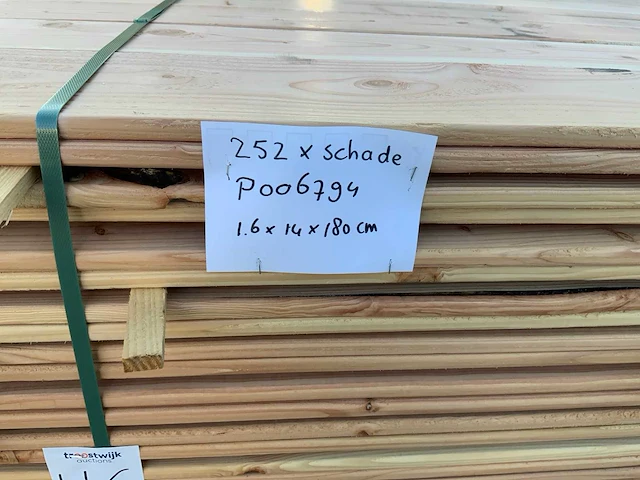 252 x schade
P006794
1.6 x 14 x 180 cm
troostwijk
auctions